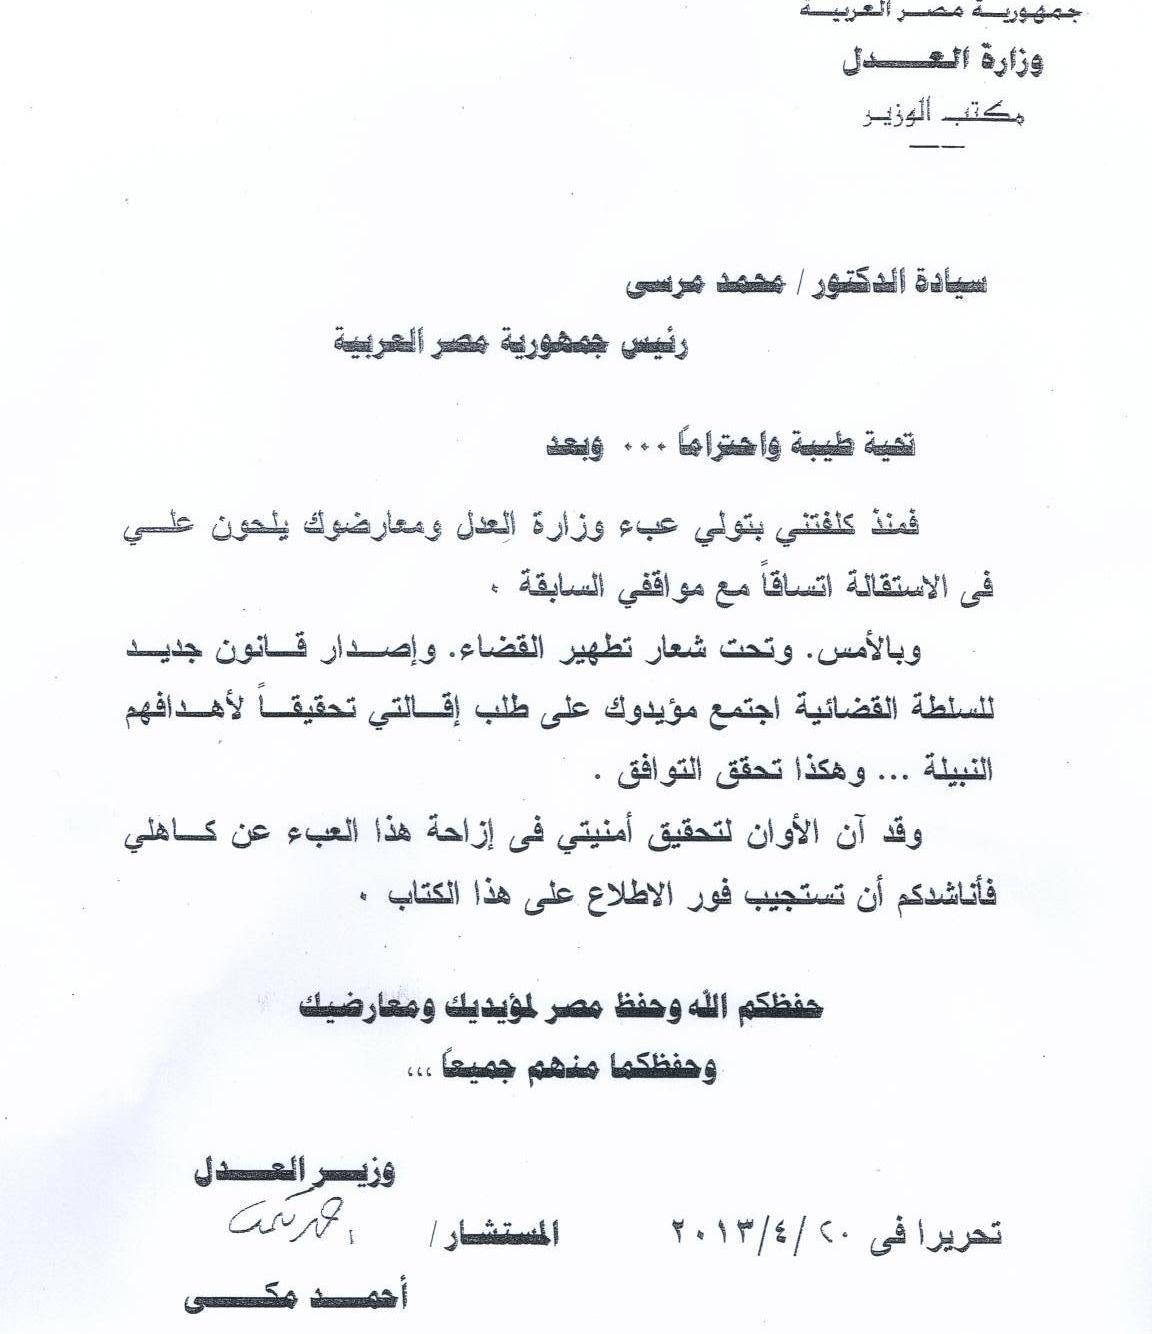 جمهورية مصر العربية
وزارة العدل
مكتب الوزير
سيادة الدكتور / محمد مرسى
رئيس جمهورية مصر العربية
تحية طيبة واحتراماً ... وبعد
فمنذ كلفتني بتولي عبء وزارة العدل ومعارضوك يلحون علي
فى الاستقالة اتساقاً مع مواقفي السابقة .
وبالأمس. وتحت شعار تطهير القضاء. وإصدار قانون جديد
للسلطة القضائية اجتمع مؤيدوك على طلب إقالتي تحقيقاً لأهدافهم
النبيلة ... وهكذا تحقق التوافق .
وقد آن الأوان لتحقيق أمنيتي فى إزاحة هذا العبء عن كاهلي
فأناشدكم أن تستجيب فور الاطلاع على هذا الكتاب .
حفظكم الله وحفظ مصر لمؤيديك ومعارضيك
وحفظكما منهم جميعاً ...
وزير العدل
تحريرا فى ٢٠/٤/٢٠١٣ المستشار/
أحمد مكى